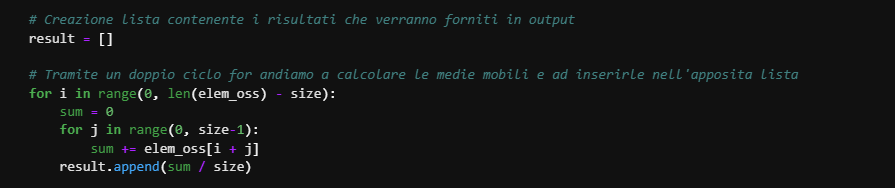 # Creazione lista contenente i risultati che verranno forniti in output
result = []
# Tramite un doppio ciclo for andiamo a calcolare le medie mobili e ad inserirle nell'apposita lista
for i in range(0, len(elem_oss) - size):
    sum = 0
    for j in range(0, size-1):
        sum += elem_oss[i + j]
    result.append(sum / size)